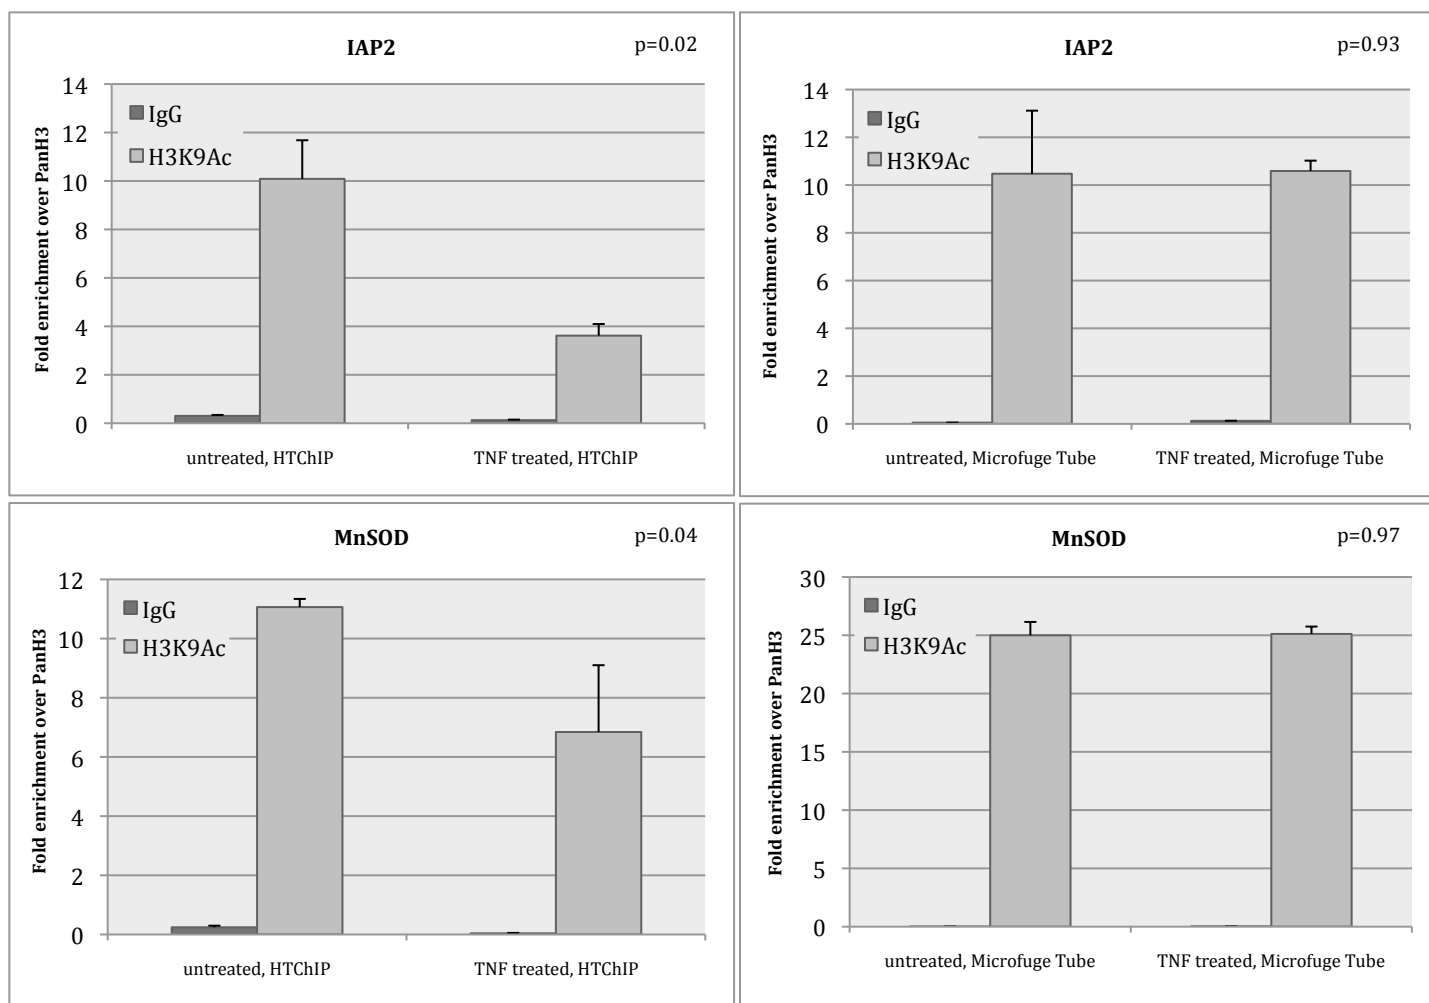 IAP2
p=0.02
Fold enrichment over PanH3
14
12
10
8
6
4
2
0
IgG
H3K9Ac
untreated, HTChIP
TNF treated, HTChIP
IAP2
p=0.93
Fold enrichment over PanH3
14
12
10
8
6
4
2
0
IgG
H3K9Ac
untreated, Microfuge Tube
TNF treated, Microfuge Tube
MnSOD
p=0.04
Fold enrichment over PanH3
12
10
8
6
4
2
0
IgG
H3K9Ac
untreated, HTChIP
TNF treated, HTChIP
MnSOD
p=0.97
Fold enrichment over PanH3
30
25
20
15
10
5
0
IgG
H3K9Ac
untreated, Microfuge Tube
TNF treated, Microfuge Tube